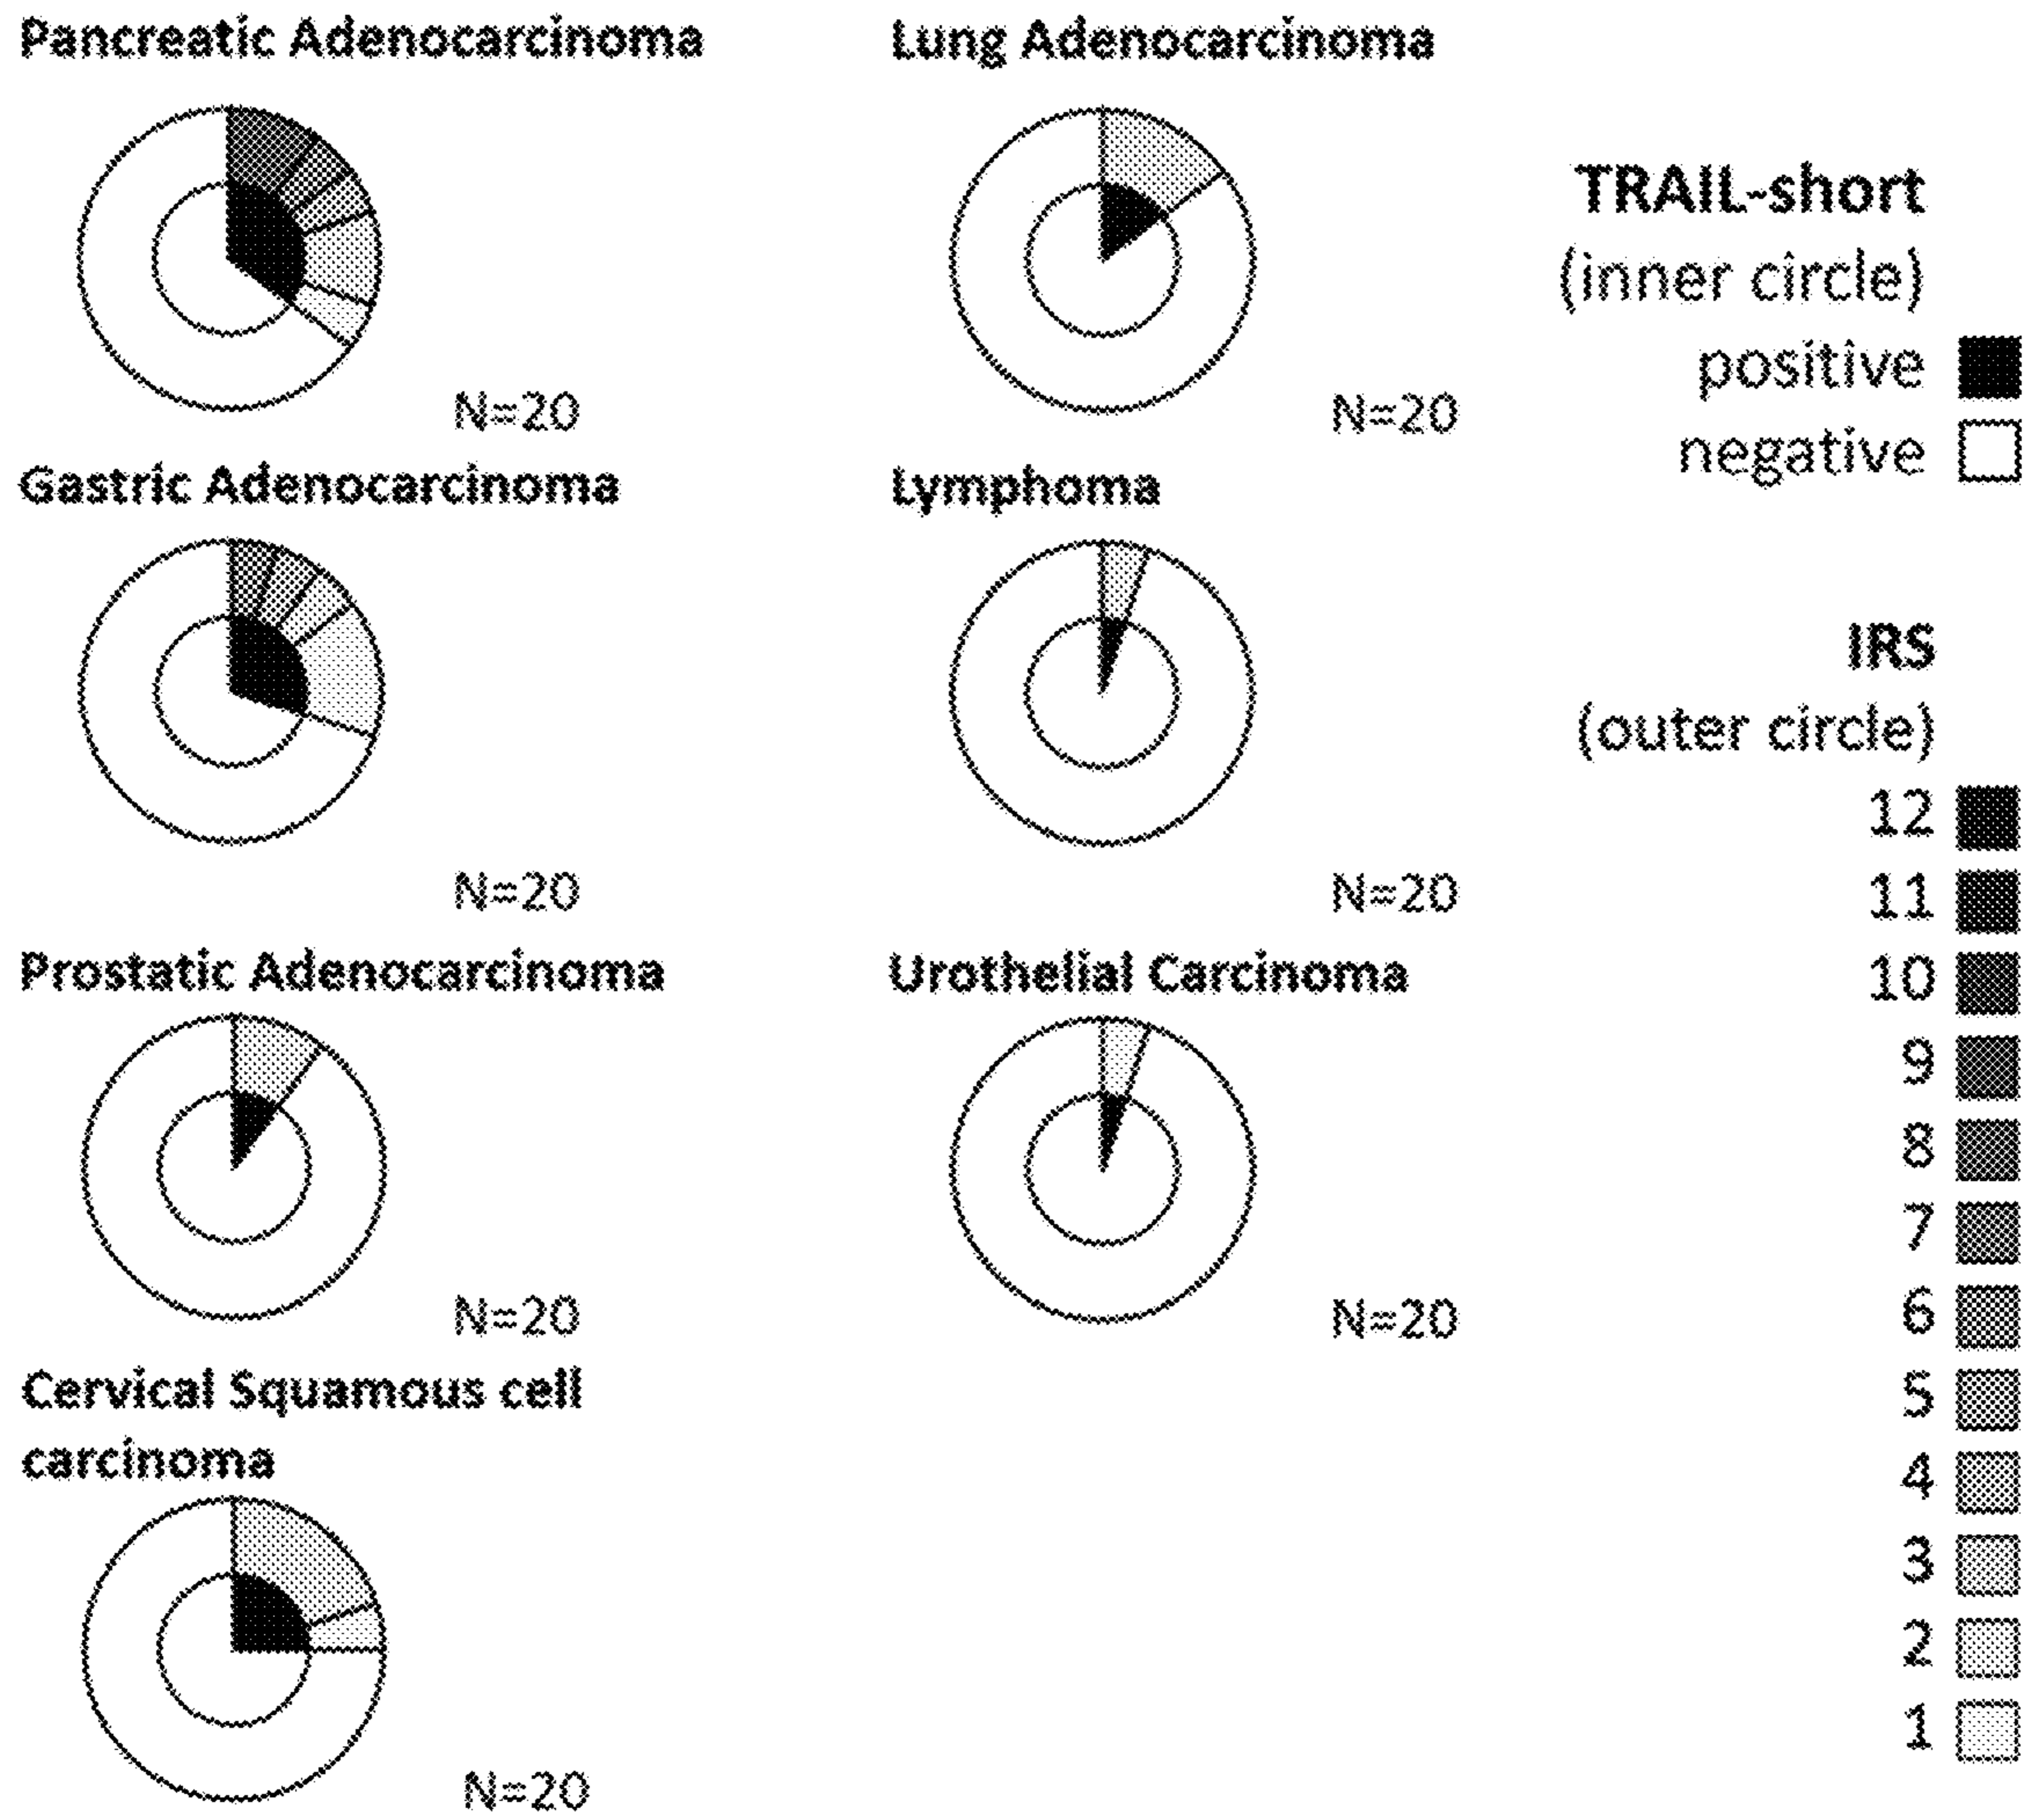 Pancreatic Adenocarcinoma
N=20
Lung Adenocarcinoma
N=20
Gastric Adenocarcinoma
N=20
Lymphoma
N=20
Prostatic Adenocarcinoma
N=20
Urothelial Carcinoma
N=20
Cervical Squamous cell
carcinoma
N=20
TRAIL-short
(inner circle)
positive
negative
IRS
(outer circle)
12
11
10
9
8
7
6
5
4
3
2
1